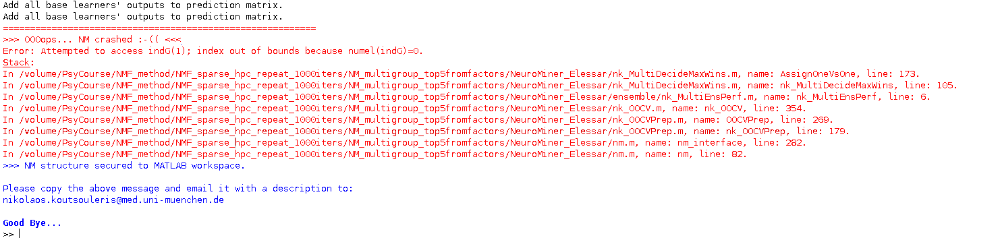 Add all base learners' outputs to prediction matrix.
Add all base learners' outputs to prediction matrix.
==========================================================
>>> OOOops... NM crashed :-(( <<<
Error: Attempted to access indG(1); index out of bounds because numel(indG)=0.
Stack:
In /volume/PsyCourse/NMF_method/NMF_sparse_hpc_repeat_1000iters/NM_multigroup_top5fromfactors/NeuroMiner_Elessar/nk_MultiDecideMaxWins.m, name: AssignOneVsOne, line: 173.
In /volume/PsyCourse/NMF_method/NMF_sparse_hpc_repeat_1000iters/NM_multigroup_top5fromfactors/NeuroMiner_Elessar/nk_MultiDecideMaxWins.m, name: nk_MultiDecideMaxWins, line: 105.
In /volume/PsyCourse/NMF_method/NMF_sparse_hpc_repeat_1000iters/NM_multigroup_top5fromfactors/NeuroMiner_Elessar/ensemble/nk_MultiEnsPerf.m, name: nk_MultiEnsPerf, line: 6.
In /volume/PsyCourse/NMF_method/NMF_sparse_hpc_repeat_1000iters/NM_multigroup_top5fromfactors/NeuroMiner_Elessar/nk_OOCV.m, name: nk_OOCV, line: 354.
In /volume/PsyCourse/NMF_method/NMF_sparse_hpc_repeat_1000iters/NM_multigroup_top5fromfactors/NeuroMiner_Elessar/nk_OOCVPrep.m, name: OOCVPrep, line: 269.
In /volume/PsyCourse/NMF_method/NMF_sparse_hpc_repeat_1000iters/NM_multigroup_top5fromfactors/NeuroMiner_Elessar/nk_OOCVPrep.m, name: nk_OOCVPrep, line: 179.
In /volume/PsyCourse/NMF_method/NMF_sparse_hpc_repeat_1000iters/NM_multigroup_top5fromfactors/NeuroMiner_Elessar/nm.m, name: nm_interface, line: 282.
In /volume/PsyCourse/NMF_method/NMF_sparse_hpc_repeat_1000iters/NM_multigroup_top5fromfactors/NeuroMiner_Elessar/nm.m, name: nm, line: 82.
>>> NM structure secured to MATLAB workspace.
Please copy the above message and email it with a description to:
nikolaos.koutsouleris@med.uni-muenchen.de
Good Bye...
>>